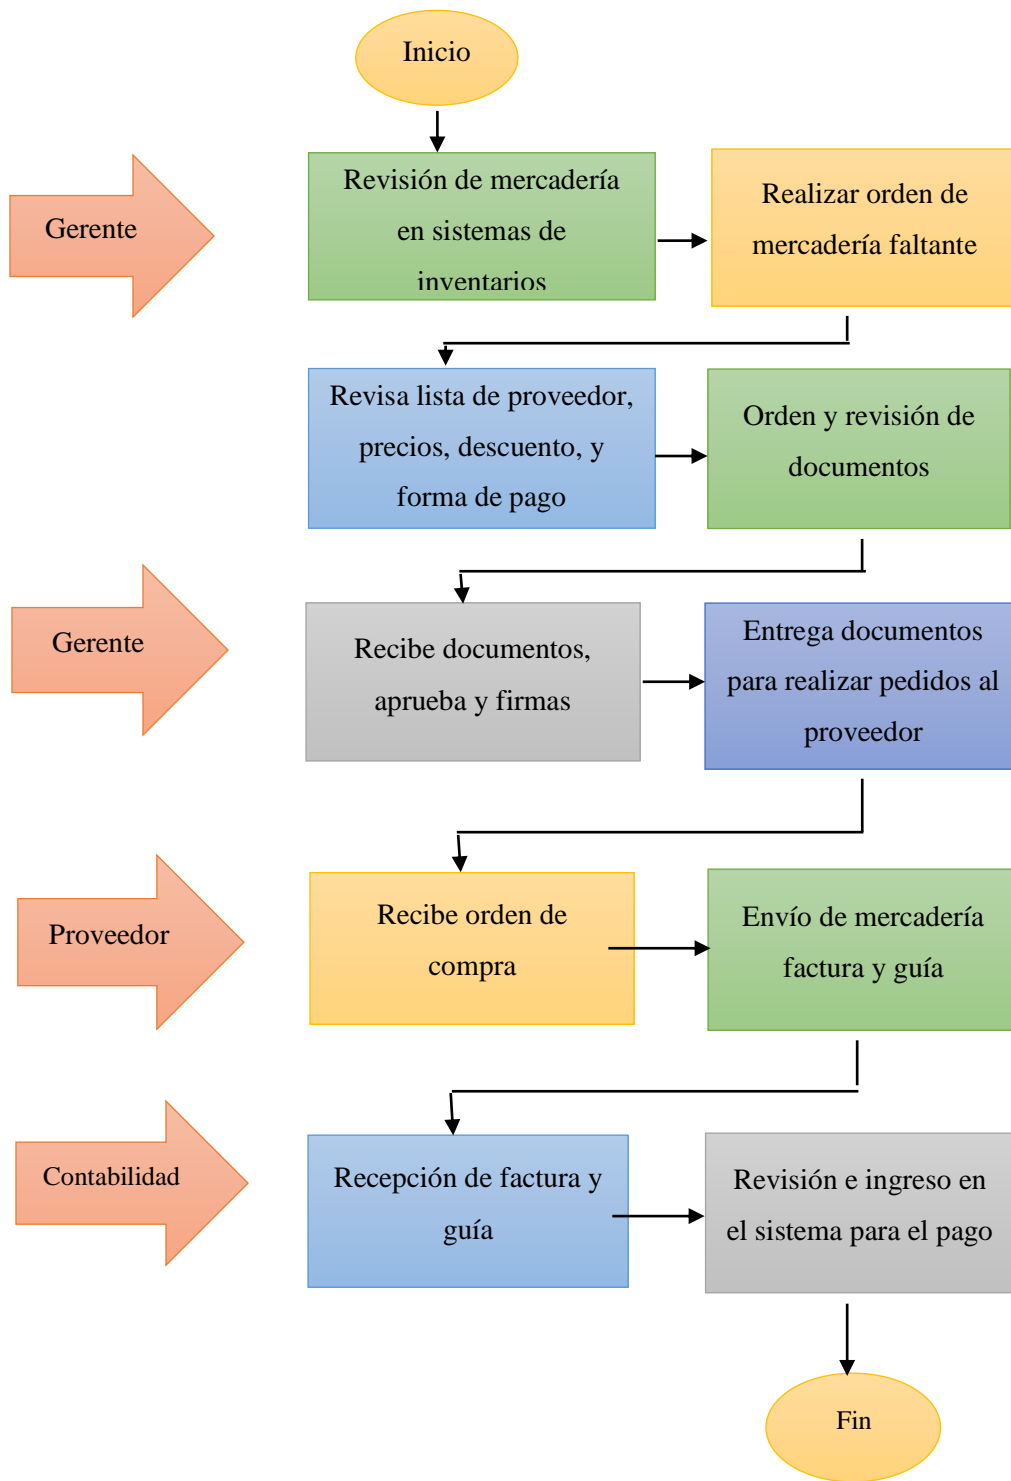 Inicio
Gerente
Revisión de mercadería
en sistemas de
inventarios
Realizar orden de
mercadería faltante
Revisa lista de proveedor,
precios, descuento, y
forma de pago
Orden y revisión de
documentos
Gerente
Recibe documentos,
aprueba y firmas
Entrega documentos
para realizar pedidos al
proveedor
Proveedor
Recibe orden de
compra
Envío de mercadería
factura y guía
Contabilidad
Recepción de factura y
guía
Revisión e ingreso en
el sistema para el pago
Fin